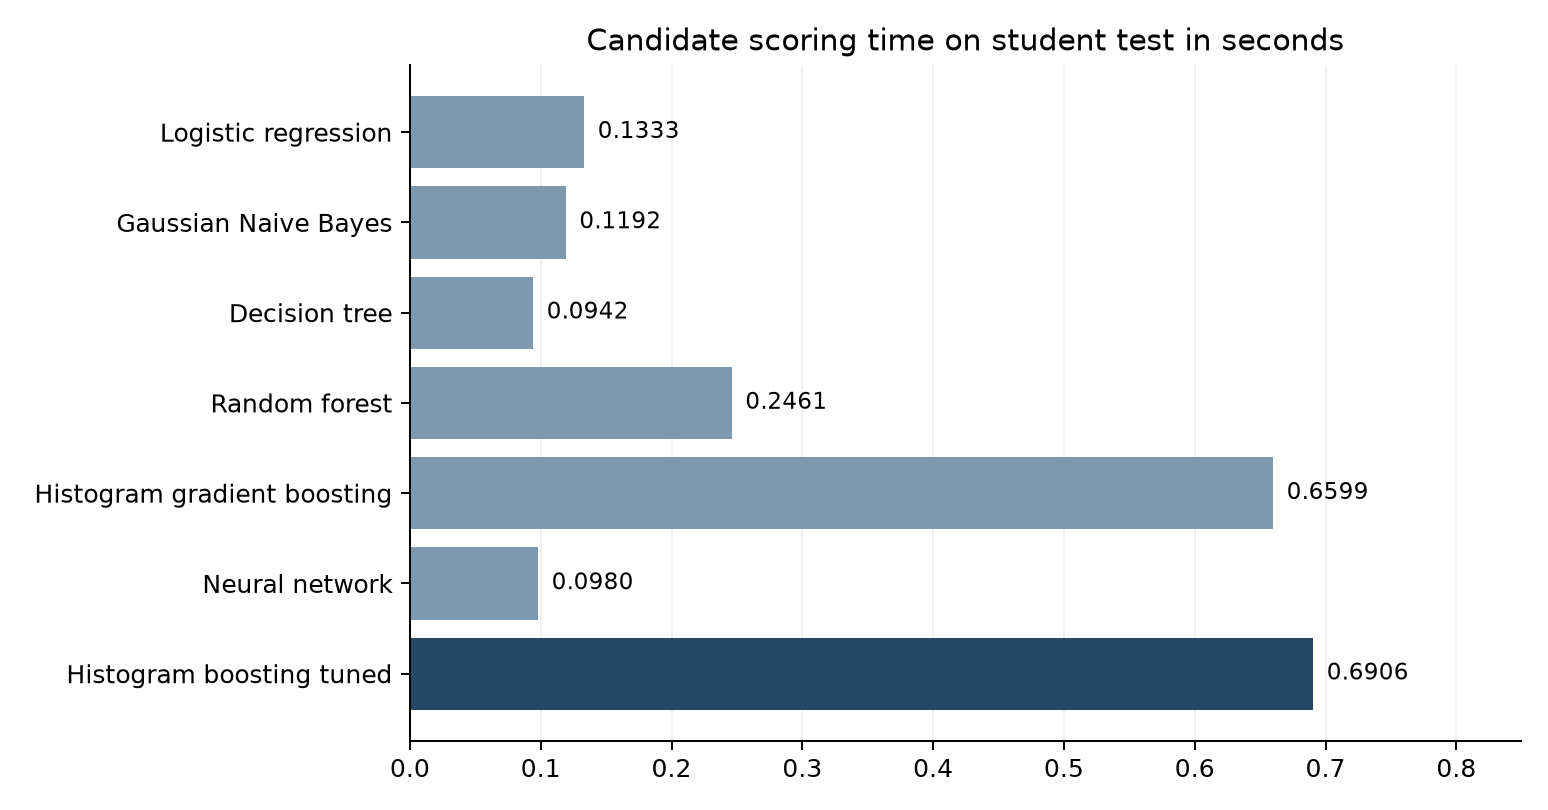 Candidate scoring time on student test in seconds
Logistic regression 0.1333
Gaussian Naive Bayes 0.1192
Decision tree 0.0942
Random forest 0.2461
Histogram gradient boosting 0.6599
Neural network 0.0980
Histogram boosting tuned 0.6906
0.0 0.1 0.2 0.3 0.4 0.5 0.6 0.7 0.8